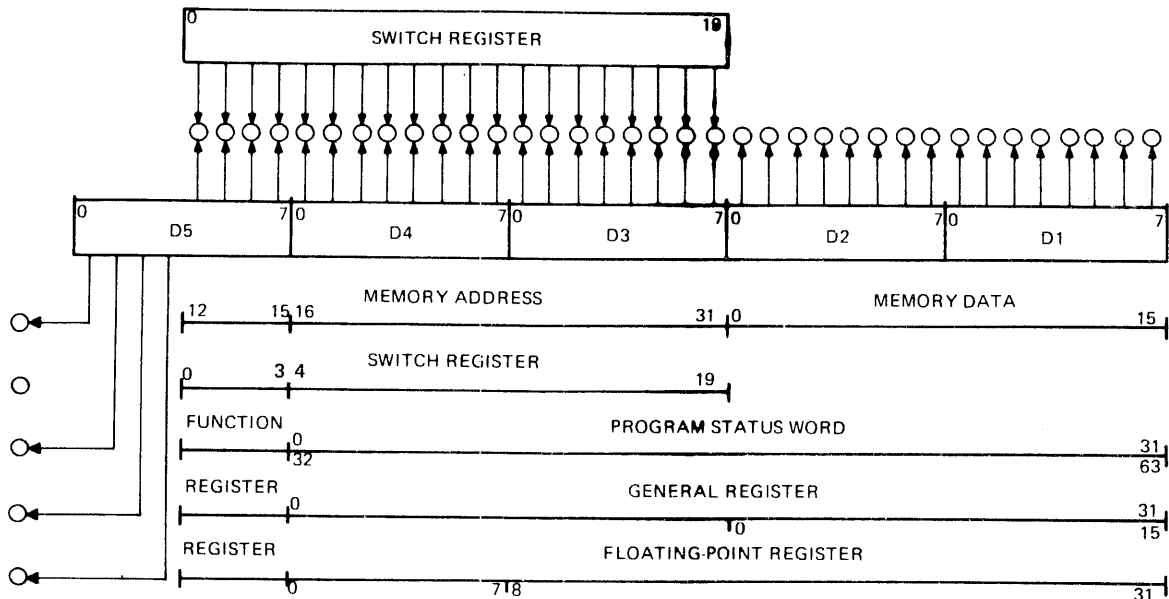 0 19
SWITCH REGISTER
0 7 0 7 0 7 0 7 0 7
D5 D4 D3 D2 D1
MEMORY ADDRESS MEMORY DATA
12 15 16 31 0 15
SWITCH REGISTER
0 3 4 19
FUNCTION PROGRAM STATUS WORD
0 31
32 63
REGISTER GENERAL REGISTER
0 31
0 15
REGISTER FLOATING-POINT REGISTER
0 7 8 31